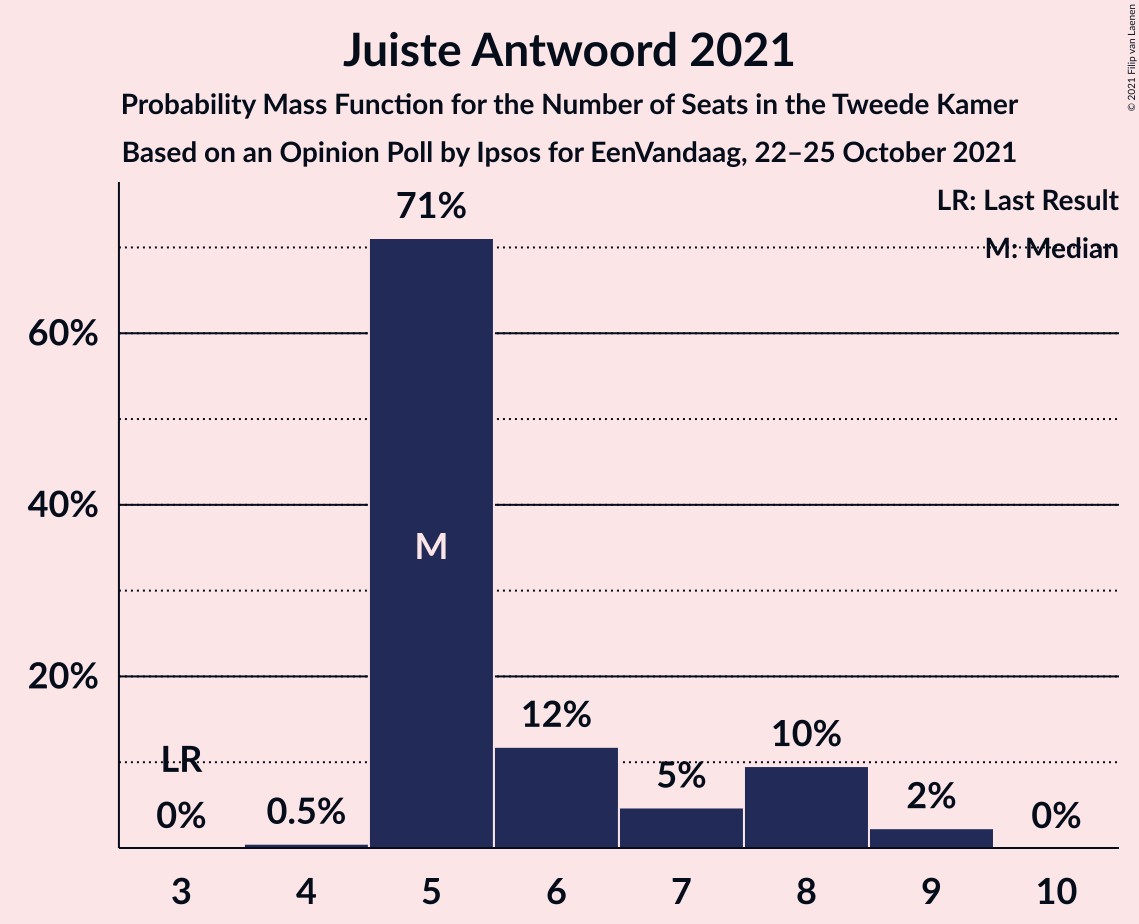 Juiste Antwoord 2021
Probability Mass Function for the Number of Seats in the Tweede Kamer
Based on an Opinion Poll by Ipsos for EenVandaag, 22–25 October 2021
© 2021 Filip van Laenen
LR: Last Result
M: Median
71%
60%
40%
M
20%
12%
10%
LR
5%
2%
0%
0.5%
0%
3 4 5 6 7 8 9 10